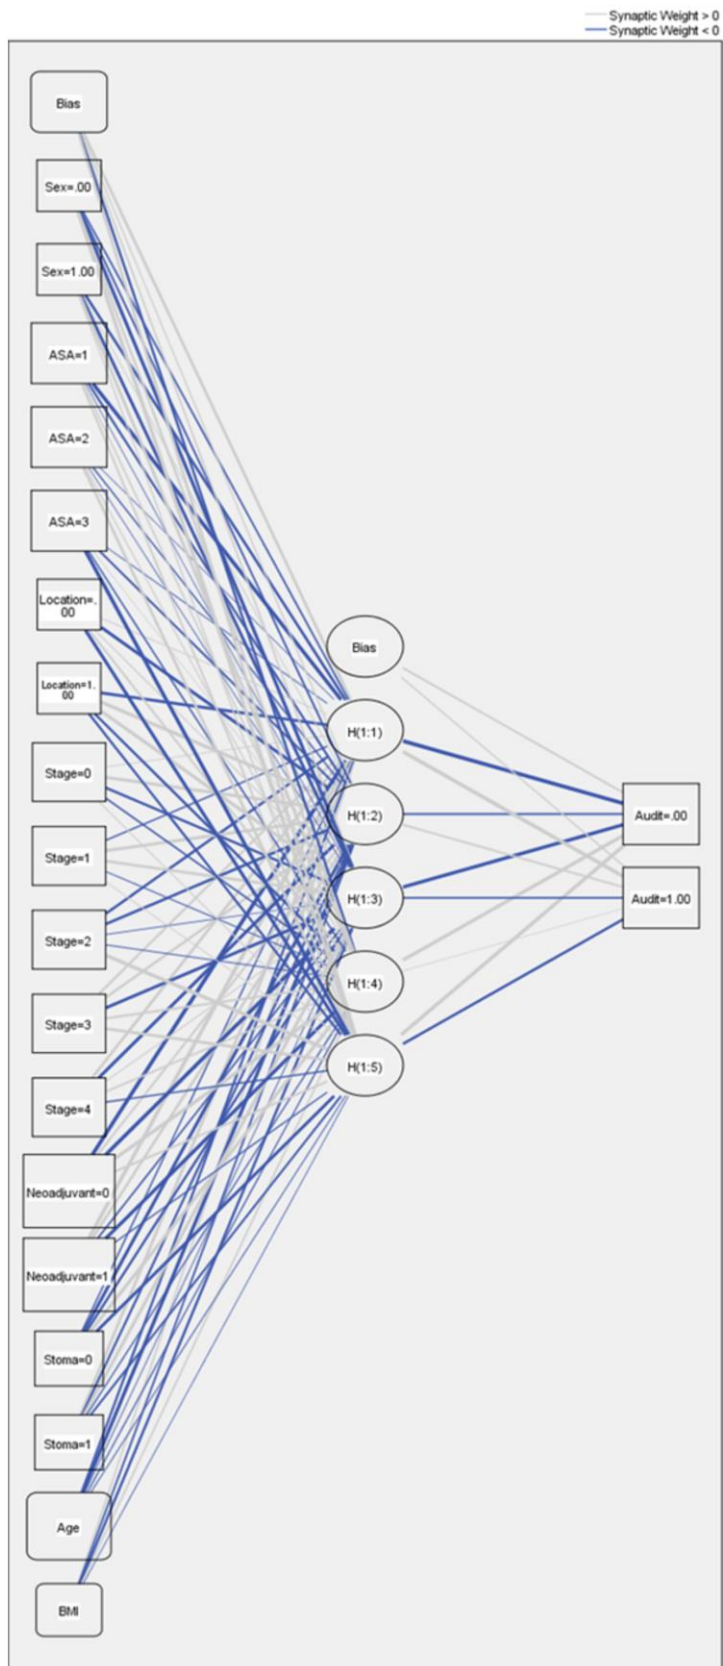 Synaptic Weight > 0
Synaptic Weight < 0
Bias
Sex=.00
Sex=1.00
ASA=1
ASA=2
ASA=3
Location=.
00
Location=1.
00
Stage=0
Stage=1
Stage=2
Stage=3
Stage=4
Neoadjuvant=0
Neoadjuvant=1
Stoma=0
Stoma=1
Age
BMI
Bias
H(1:1)
H(1:2)
H(1:3)
H(1:4)
H(1:5)
Audit=.00
Audit=1.00